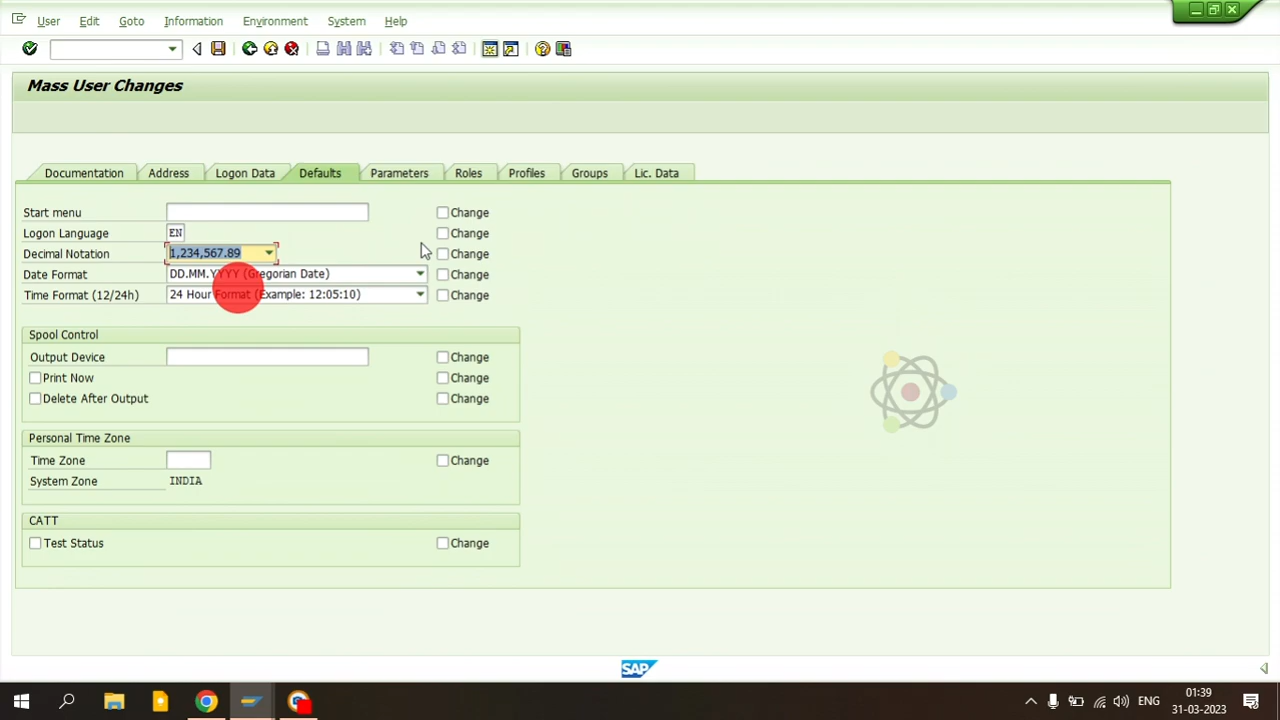 User Edit Goto Information Environment System Help
Mass User Changes
Documentation Address Logon Data Defaults Parameters Roles Profiles Groups Lic. Data
Start menu Change
Logon Language EN Change
Decimal Notation 1,234,567.89 Change
Date Format DD.MM.YYYY (Gregorian Date) Change
Time Format (12/24h) 24 Hour Format (Example: 12:05:10) Change
Spool Control
Output Device Change
Print Now Change
Delete After Output Change
Personal Time Zone
Time Zone Change
System Zone INDIA
CATT
Test Status Change
SAP
ENG
01:39
31-03-2023